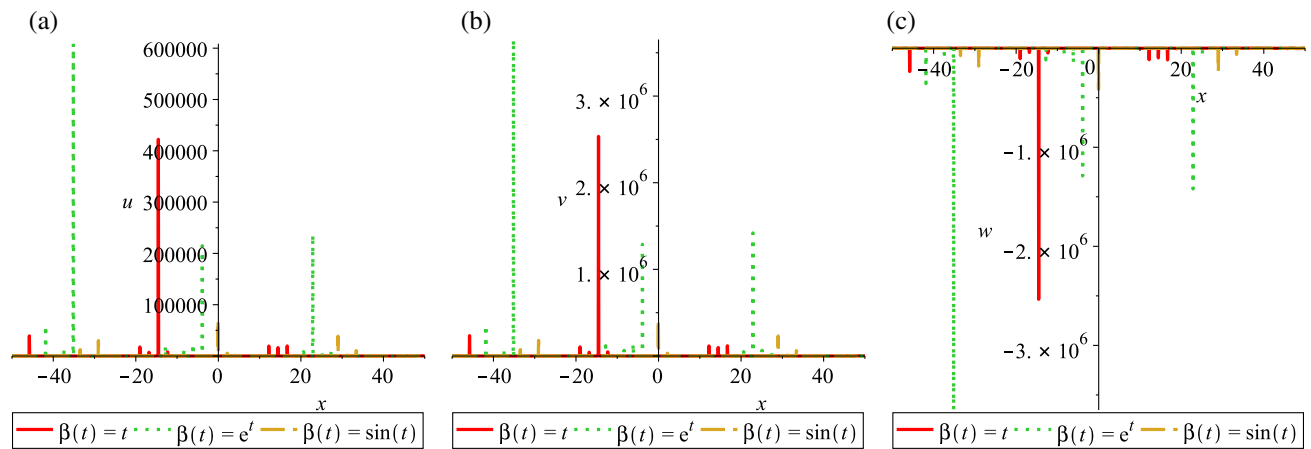 (a)
600000
500000
400000
300000
200000
100000
u
−40
−20
0
20
40
x
β(t) = t
β(t) = e^t
β(t) = sin(t)
(b)
3. × 10^6
2. × 10^6
1. × 10^6
v
−40
−20
0
20
40
x
β(t) = t
β(t) = e^t
β(t) = sin(t)
(c)
−40
−20
0
20
40
x
−1. × 10^6
−2. × 10^6
−3. × 10^6
w
β(t) = t
β(t) = e^t
β(t) = sin(t)